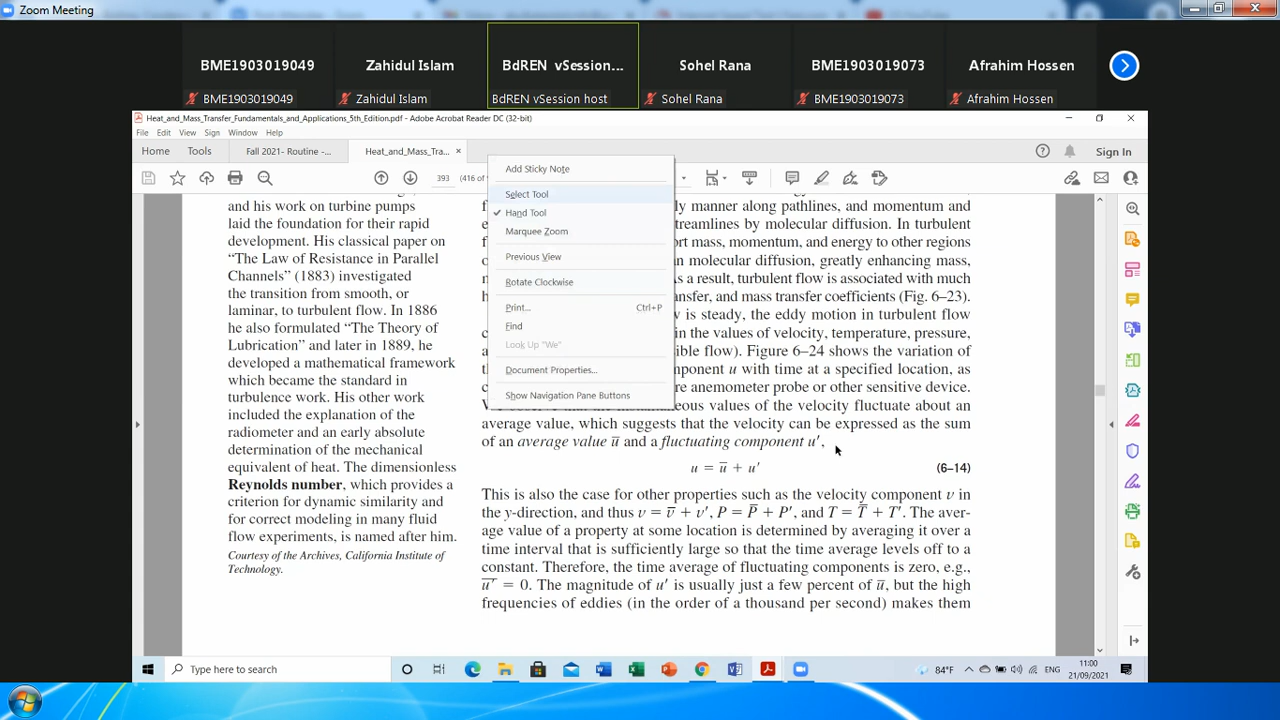 Zoom Meeting
BME1903019049
Zahidul Islam
BdREN vSession...
Sohel Rana
BME1903019073
Afrahim Hossen
BME1903019049
Zahidul Islam
BdREN vSession host
Sohel Rana
BME1903019073
Afrahim Hossen
Heat_and_Mass_Transfer_Fundamentals_and_Applications_5th_Edition.pdf - Adobe Acrobat Reader DC (32-bit)
File Edit View Sign Window Help
Home Tools Fall 2021- Routine -... Heat_and_Mass_Tra... × Sign In
393 (416 of
Add Sticky Note
Select Tool
Hand Tool
Marquee Zoom
Previous View
Rotate Clockwise
Print... Ctrl+P
Find
Look Up "We"
Document Properties...
Show Navigation Pane Buttons
and his work on turbine pumps
laid the foundation for their rapid
development. His classical paper on
“The Law of Resistance in Parallel
Channels” (1883) investigated
the transition from smooth, or
laminar, to turbulent flow. In 1886
he also formulated “The Theory of
Lubrication” and later in 1889, he
developed a mathematical framework
which became the standard in
turbulence work. His other work
included the explanation of the
radiometer and an early absolute
determination of the mechanical
equivalent of heat. The dimensionless
Reynolds number, which provides a
criterion for dynamic similarity and
for correct modeling in many fluid
flow experiments, is named after him.
Courtesy of the Archives, California Institute of
Technology.
manner along pathlines, and momentum and
streamlines by molecular diffusion. In turbulent
mass, momentum, and energy to other regions
molecular diffusion, greatly enhancing mass,
As a result, turbulent flow is associated with much
and mass transfer coefficients (Fig. 6–23).
is steady, the eddy motion in turbulent flow
in the values of velocity, temperature, pressure,
flow). Figure 6–24 shows the variation of
u with time at a specified location, as
anemometer probe or other sensitive device.
values of the velocity fluctuate about an
average value, which suggests that the velocity can be expressed as the sum
of an average value u̅ and a fluctuating component u′,
u = u̅ + u′ (6–14)
This is also the case for other properties such as the velocity component v in
the y-direction, and thus v = v̅ + v′, P = P̅ + P′, and T = T̅ + T′. The aver-
age value of a property at some location is determined by averaging it over a
time interval that is sufficiently large so that the time average levels off to a
constant. Therefore, the time average of fluctuating components is zero, e.g.,
u̅′̅ = 0. The magnitude of u′ is usually just a few percent of u̅, but the high
frequencies of eddies (in the order of a thousand per second) makes them
Type here to search
84°F
ENG
11:00
21/09/2021